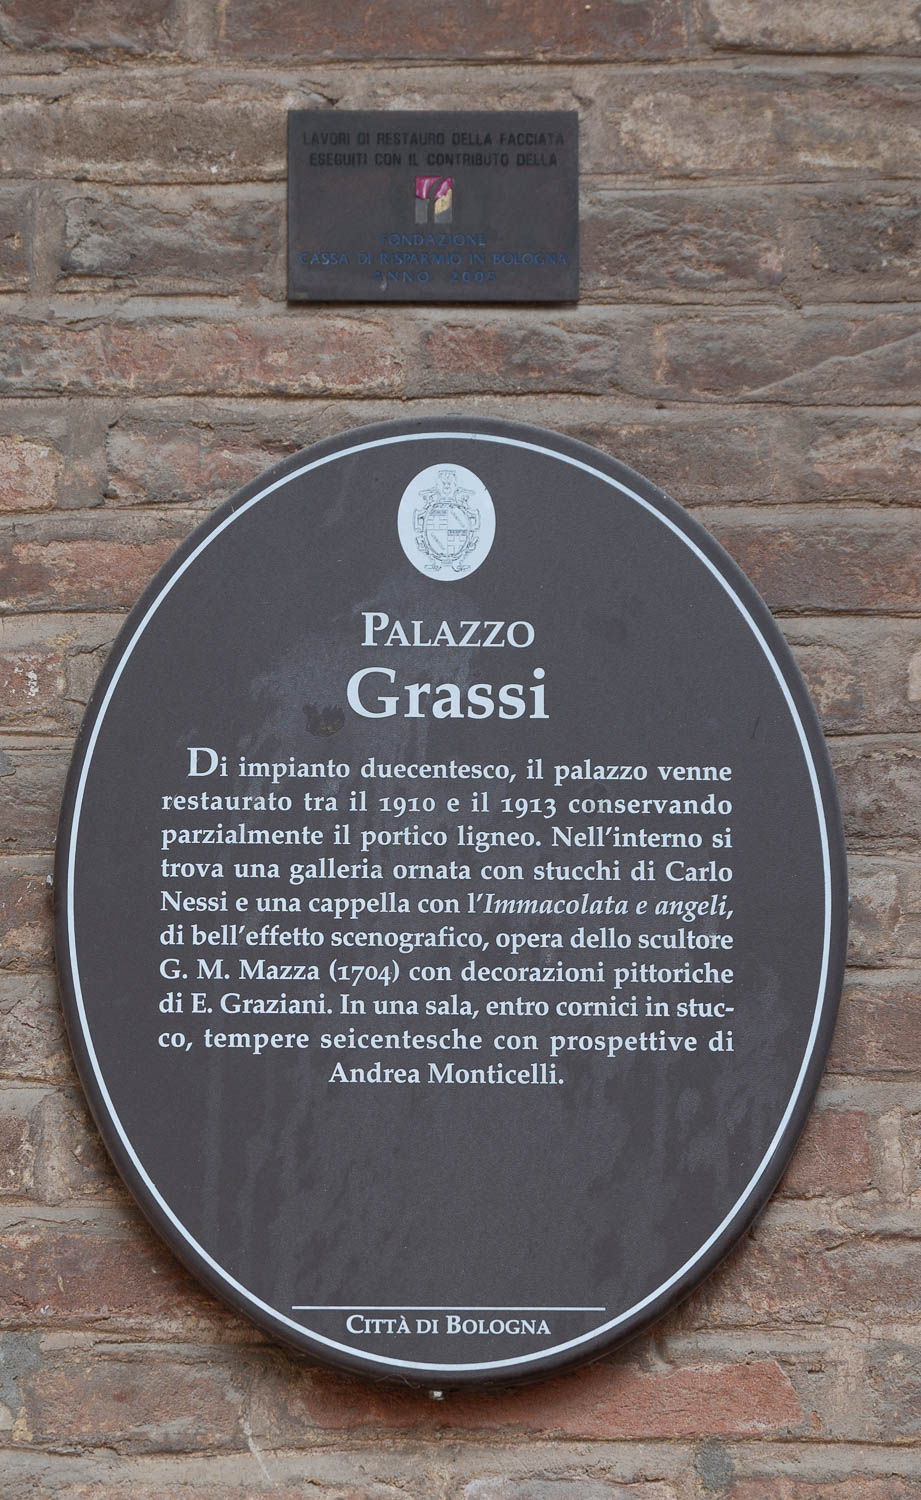 LAVORI DI RESTAURO DELLA FACCIATA
ESEGUITI CON IL CONTRIBUTO DELLA
FONDAZIONE
CASSA DI RISPARMIO IN BOLOGNA
ANNO
PALAZZO
Grassi
Di impianto duecentesco, il palazzo venne
restaurato tra il 1910 e il 1913 conservando
parzialmente il portico ligneo. Nell'interno si
trova una galleria ornata con stucchi di Carlo
Nessi e una cappella con l'Immacolata e angeli,
di bell'effetto scenografico, opera dello scultore
G. M. Mazza (1704) con decorazioni pittoriche
di E. Graziani. In una sala, entro cornici in stuc-
co, tempere seicentesche con prospettive di
Andrea Monticelli.
CITTÀ DI BOLOGNA